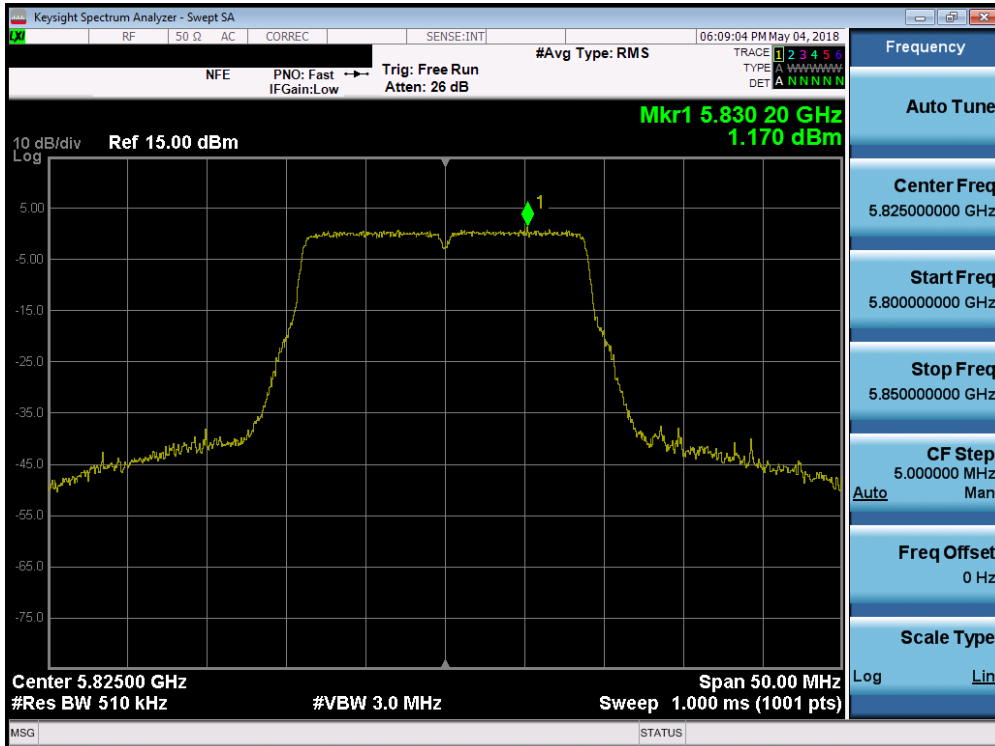 Keysight Spectrum Analyzer - Swept SA
LXI RF 50 Ω AC CORREC SENSE:INT 06:09:04 PM May 04, 2018
#Avg Type: RMS TRACE 1 2 3 4 5 6
NFE PNO: Fast Trig: Free Run TYPE A WWWWW
IFGain:Low Atten: 26 dB DET A N N N N N
Mkr1 5.830 20 GHz
10 dB/div Ref 15.00 dBm 1.170 dBm
Log
1
5.00
-5.00
-15.0
-25.0
-35.0
-45.0
-55.0
-65.0
-75.0
Center 5.82500 GHz Span 50.00 MHz
#Res BW 510 kHz #VBW 3.0 MHz Sweep 1.000 ms (1001 pts)
MSG STATUS
Frequency
Auto Tune
Center Freq
5.825000000 GHz
Start Freq
5.800000000 GHz
Stop Freq
5.850000000 GHz
CF Step
5.000000 MHz
Auto Man
Freq Offset
0 Hz
Scale Type
Log Lin